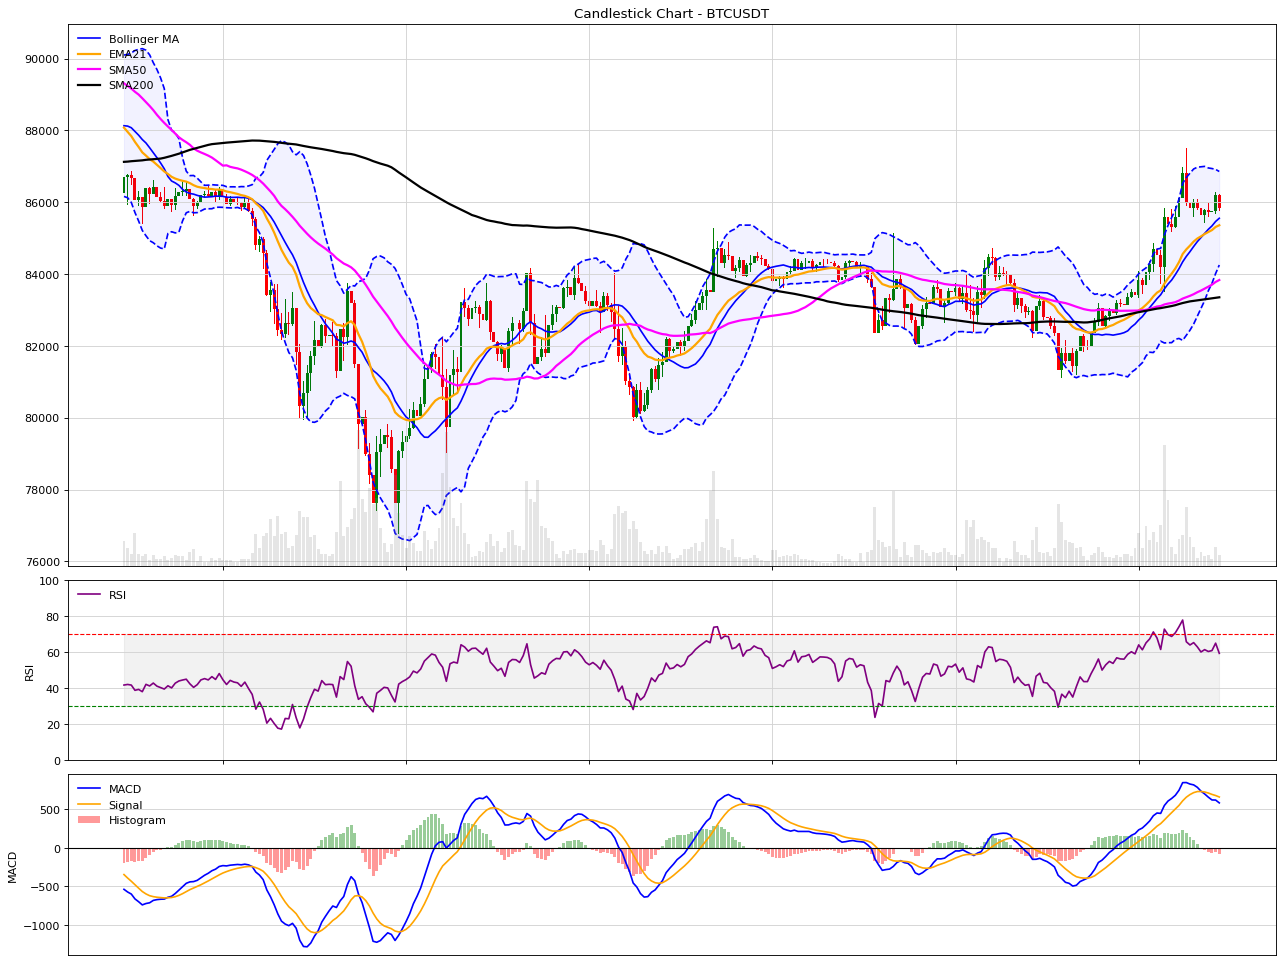 Candlestick Chart - BTCUSDT
Bollinger MA
EMA21
SMA50
SMA200
90000
88000
86000
84000
82000
80000
78000
76000
RSI
100
80
60
40
20
0
RSI
MACD
Signal
Histogram
500
0
−500
−1000
MACD